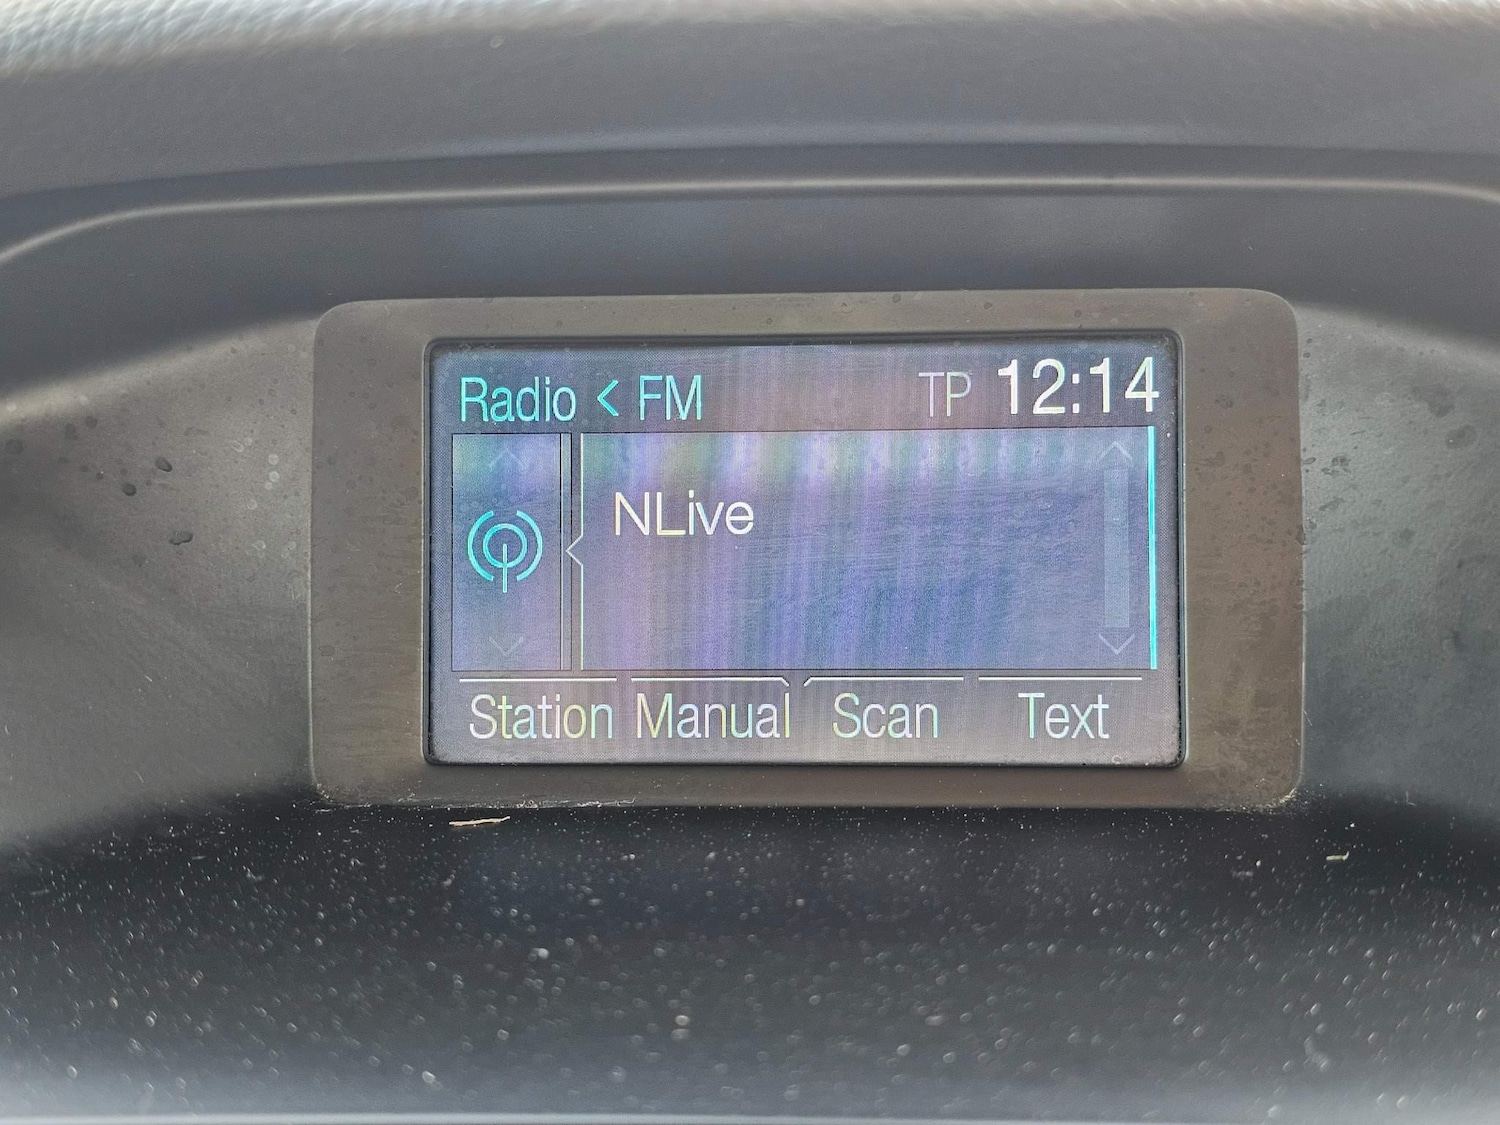 Radio < FM TP 12:14
NLive
Station Manual Scan Text